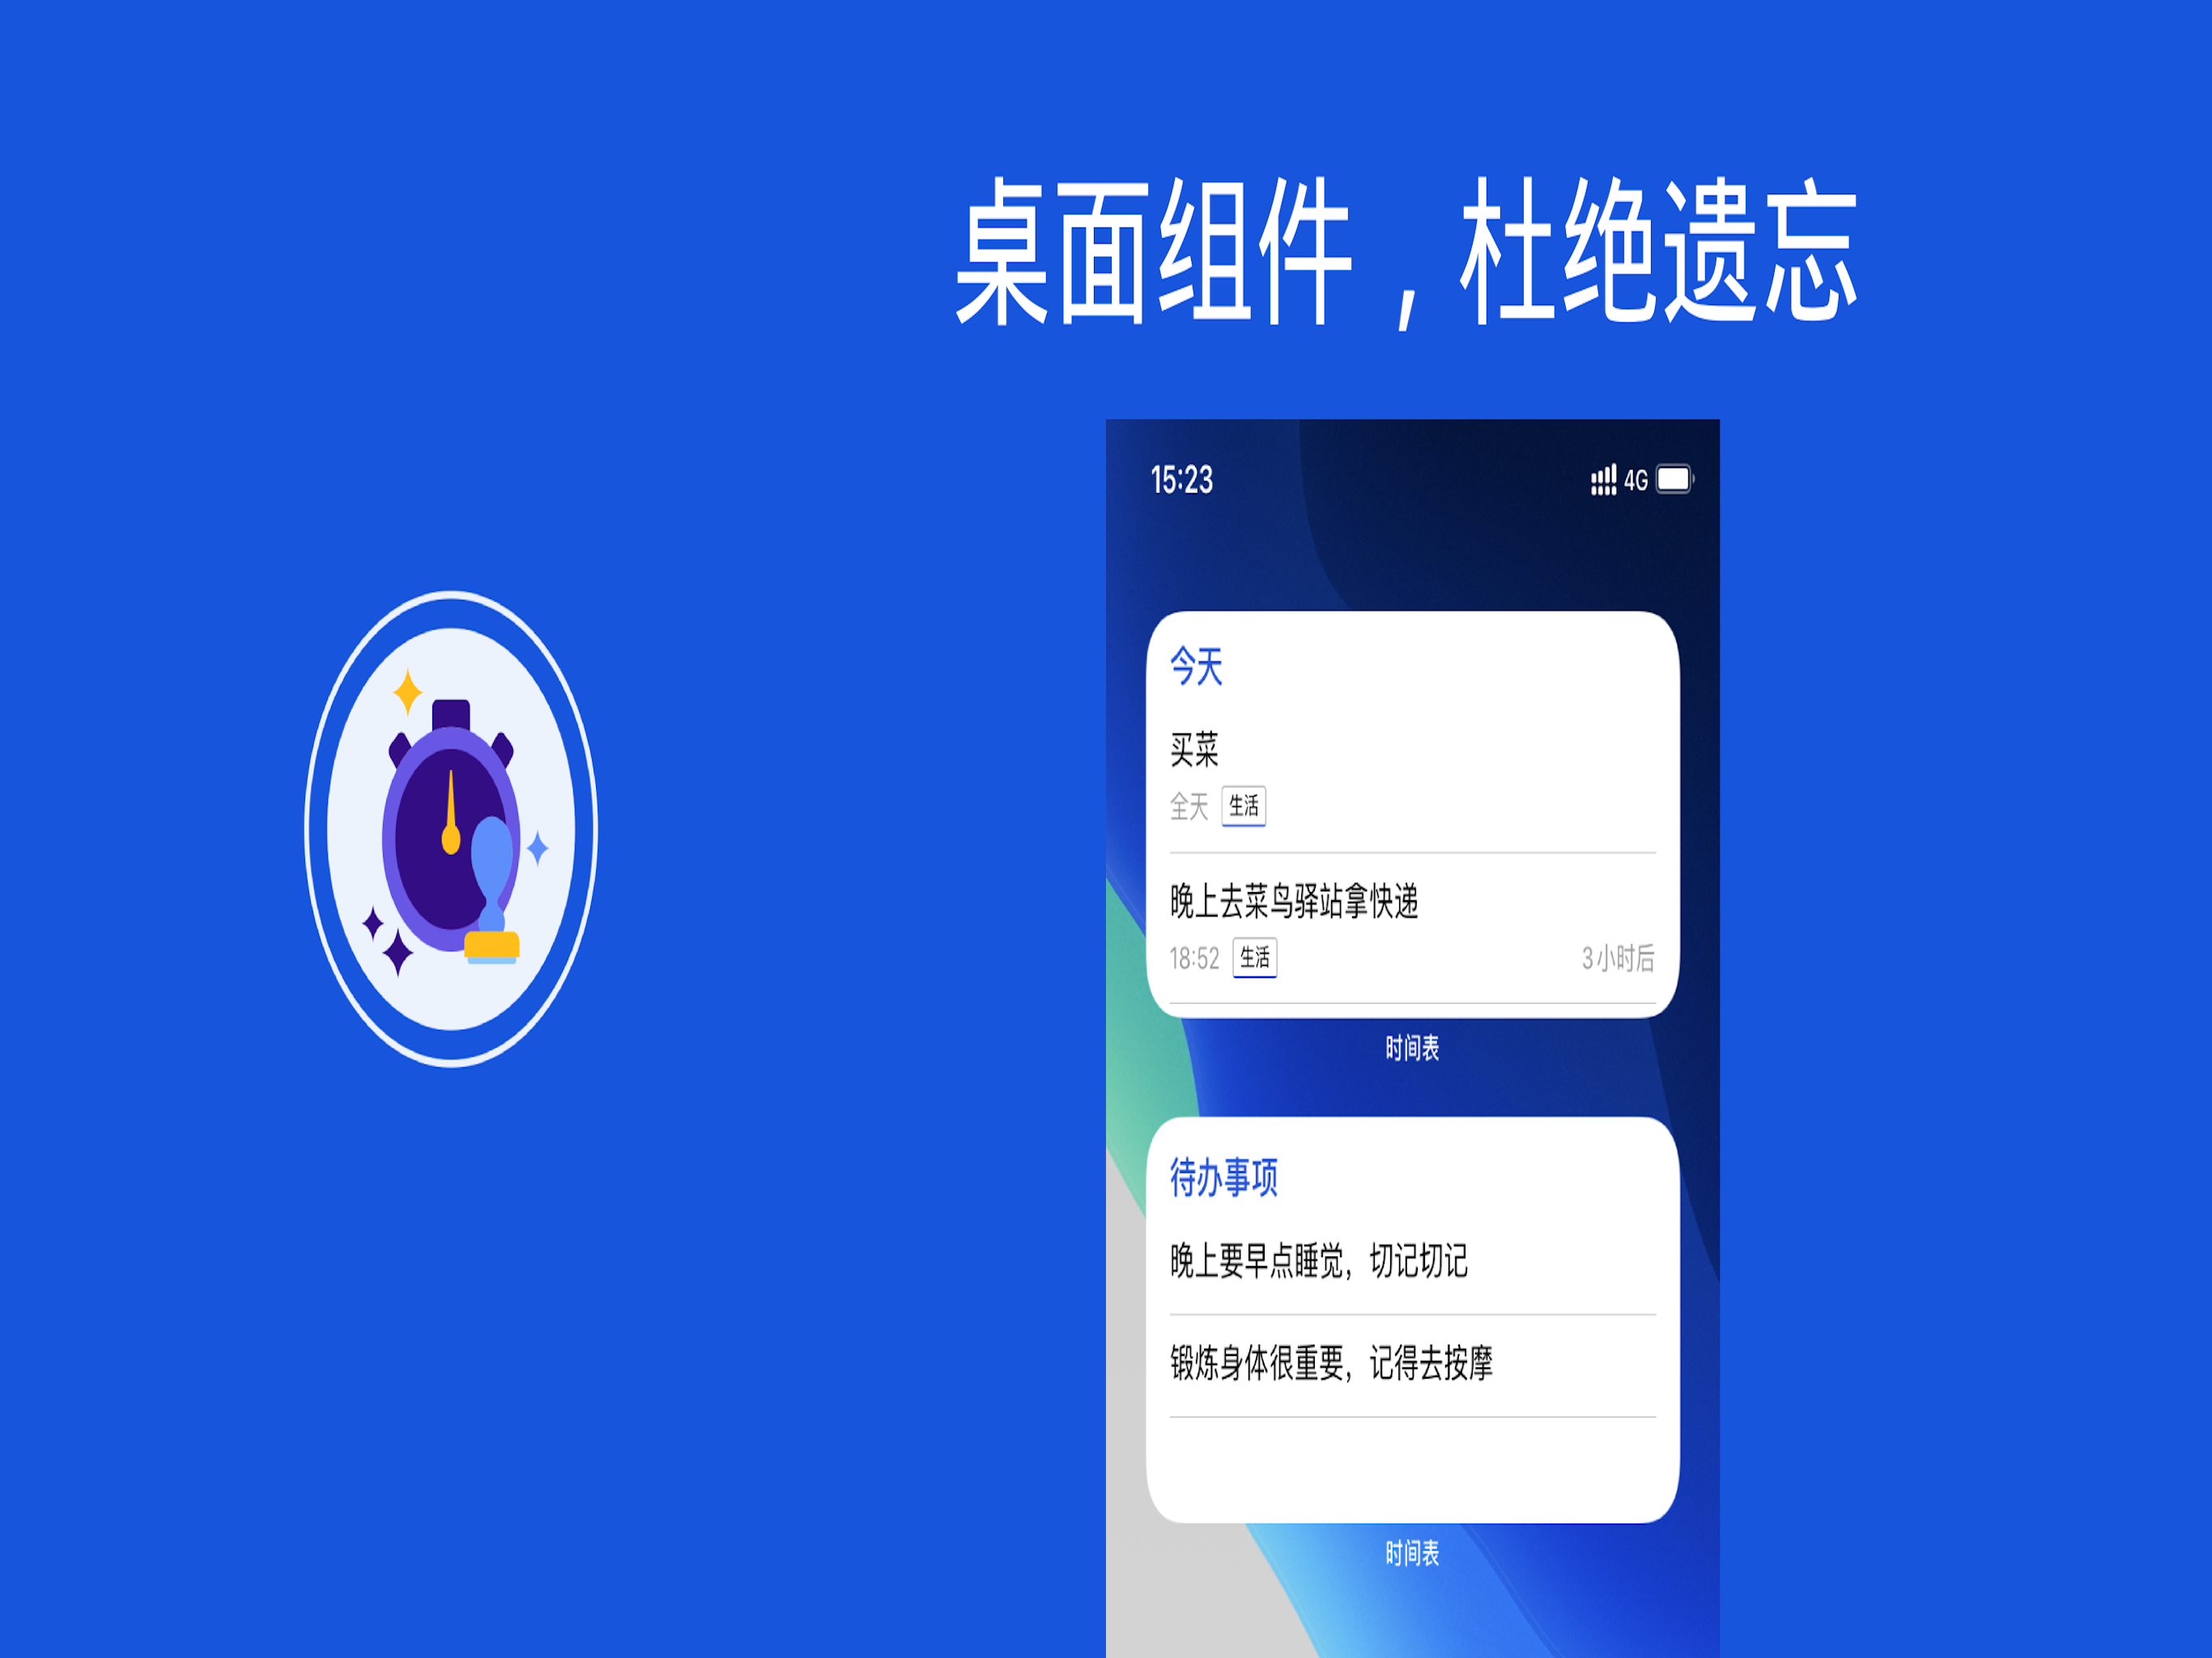 桌面组件，杜绝遗忘
15:23 4G
今天
买菜
全天 生活
晚上去菜鸟驿站拿快递
18:52 生活 3小时后
时间表
待办事项
晚上要早点睡觉，切记切记
锻炼身体很重要，记得去按摩
时间表